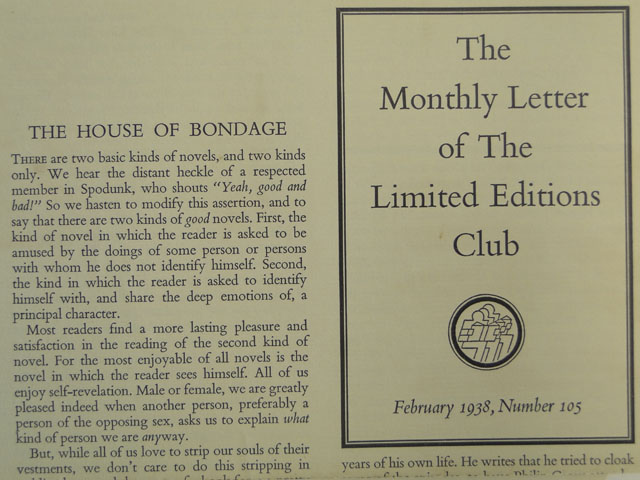 THE HOUSE OF BONDAGE
THERE are two basic kinds of novels, and two kinds
only. We hear the distant heckle of a respected
member in Spodunk, who shouts "Yeah, good and
bad!" So we hasten to modify this assertion, and to
say that there are two kinds of good novels. First, the
kind of novel in which the reader is asked to be
amused by the doings of some person or persons
with whom he does not identify himself. Second,
the kind in which the reader is asked to identify
himself with, and share the deep emotions of, a
principal character.
Most readers find a more lasting pleasure and
satisfaction in the reading of the second kind of
novel. For the most enjoyable of all novels is the
novel in which the reader sees himself. All of us
enjoy self-revelation. Male or female, we are greatly
pleased indeed when another person, preferably a
person of the opposing sex, asks us to explain what
kind of person we are anyway.
But, while all of us love to strip our souls of their
vestments, we don't care to do this stripping in
The
Monthly Letter
of The
Limited Editions
Club
February 1938, Number 105
years of his own life. He writes that he tried to cloak